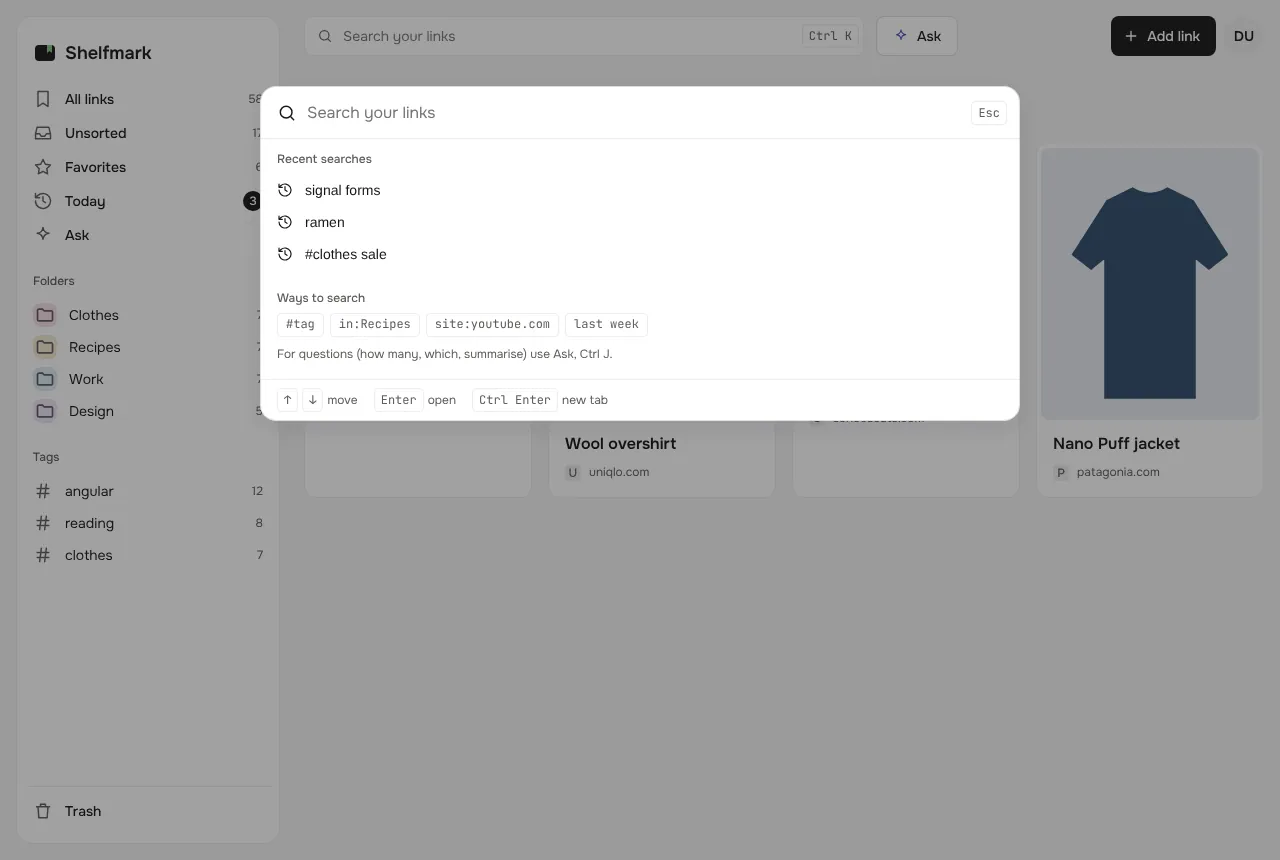 Shelfmark
Search your links
Ctrl K
Ask
Add link
DU
All links
Unsorted
Favorites
Today
3
Ask
Folders
Clothes
Recipes
Work
Design
Tags
angular 12
reading 8
clothes 7
Trash
Search your links
Esc
Recent searches
signal forms
ramen
#clothes sale
Ways to search
#tag in:Recipes site:youtube.com last week
For questions (how many, which, summarise) use Ask, Ctrl J.
↑ ↓ move Enter open Ctrl Enter new tab
Wool overshirt
U uniqlo.com
Nano Puff jacket
P patagonia.com